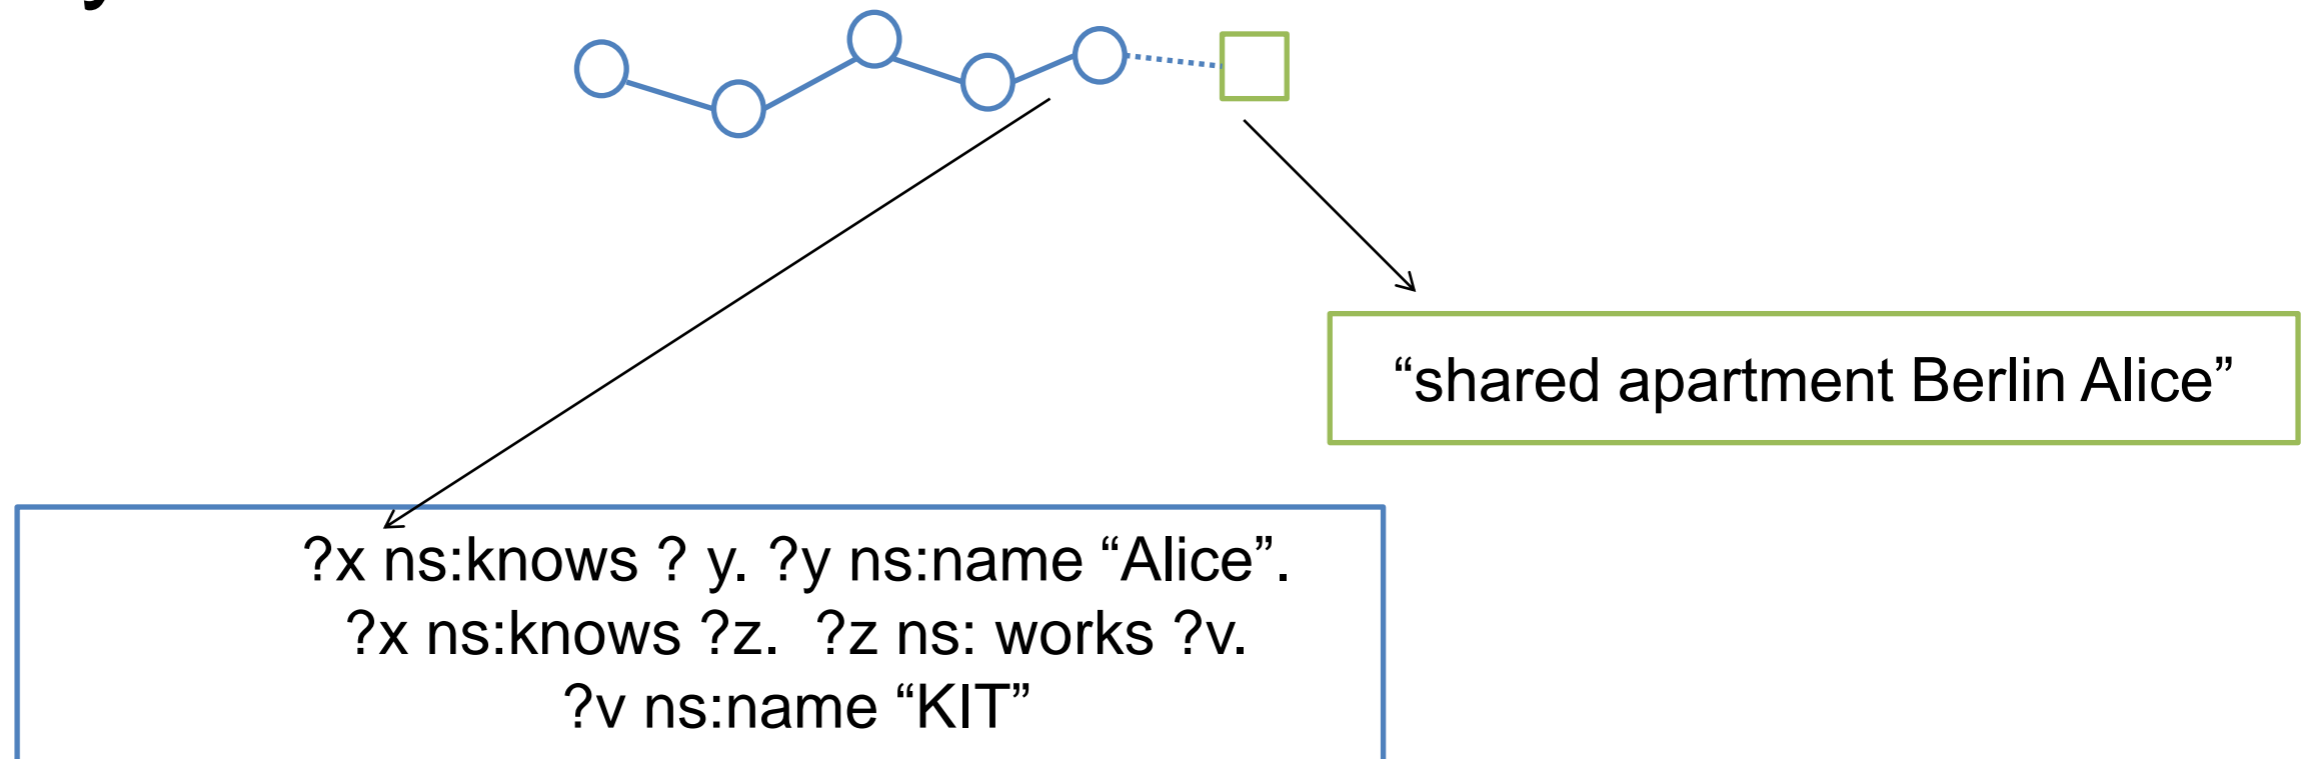 “shared apartment Berlin Alice”
?x ns:knows ? y. ?y ns:name “Alice”.
?x ns:knows ?z. ?z ns: works ?v.
?v ns:name “KIT”